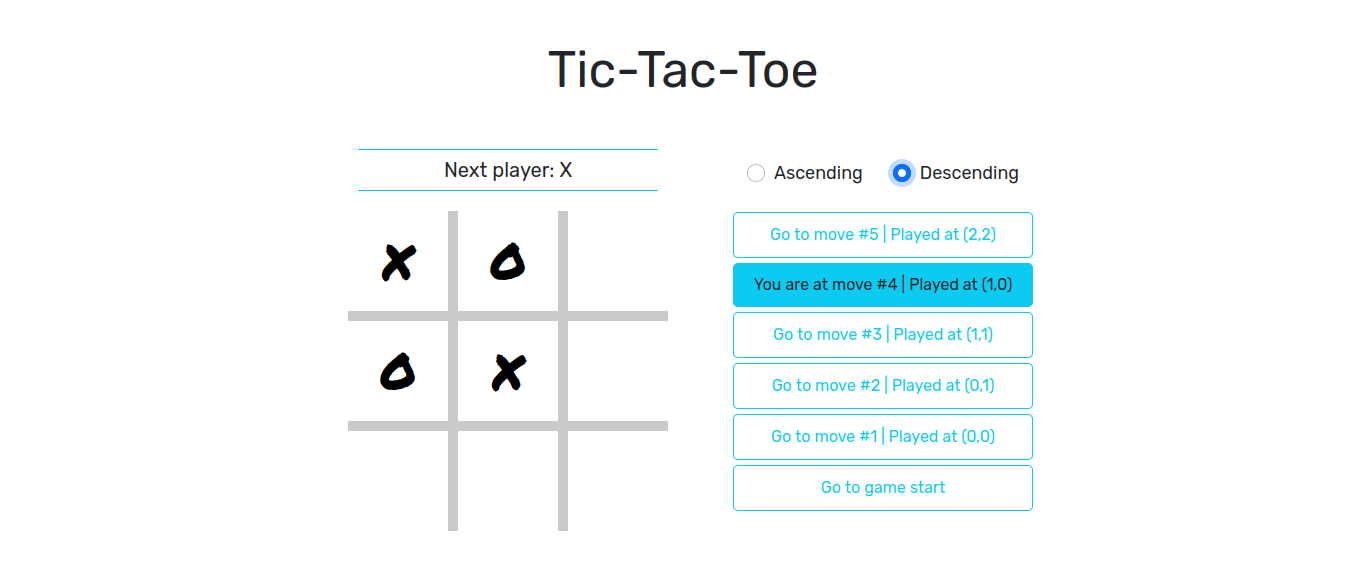 Tic-Tac-Toe
Next player: X
X O
O X
Ascending Descending
Go to move #5 | Played at (2,2)
You are at move #4 | Played at (1,0)
Go to move #3 | Played at (1,1)
Go to move #2 | Played at (0,1)
Go to move #1 | Played at (0,0)
Go to game start